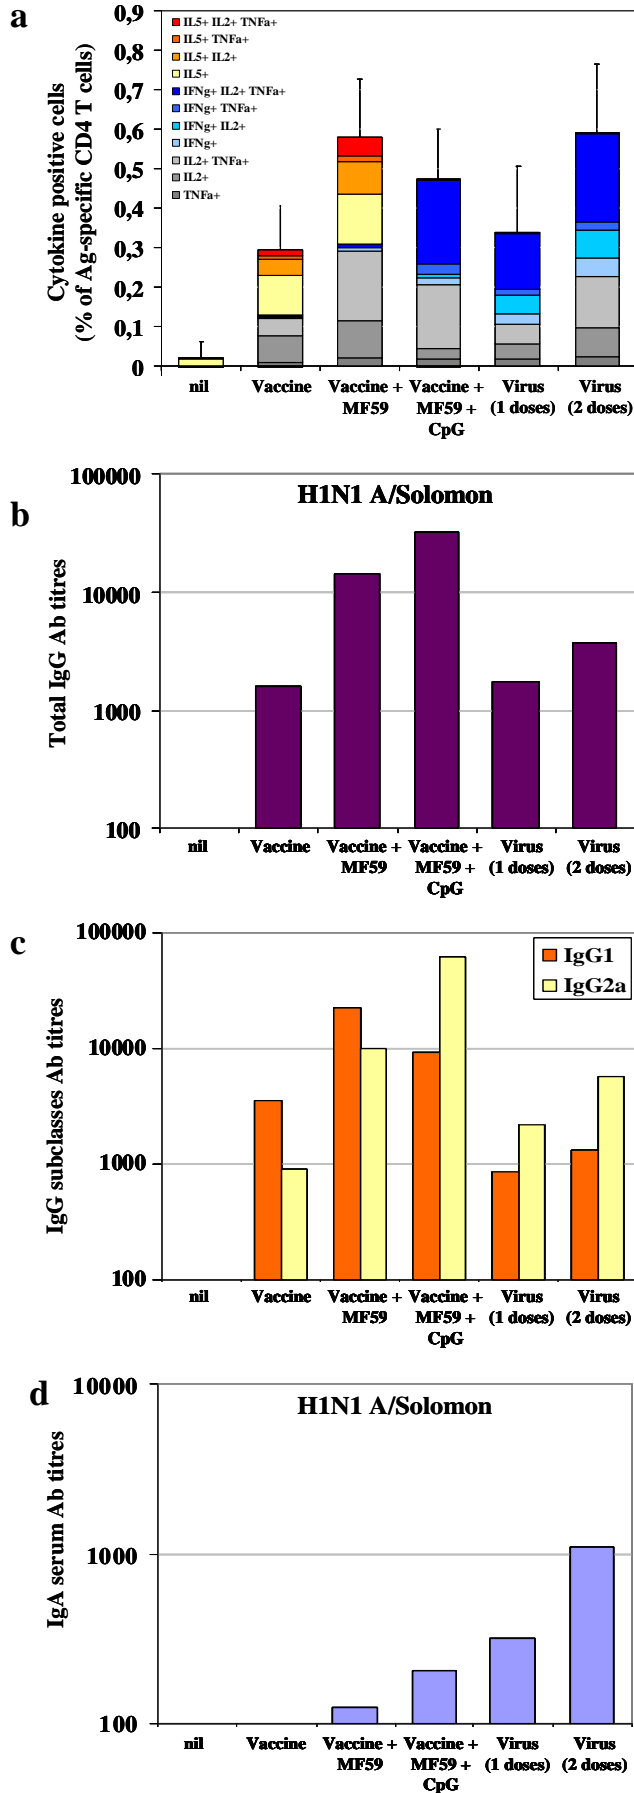 a
0,9
0,8
0,7
0,6
0,5
0,4
0,3
0,2
0,1
0
Cytokine positive cells
(% of Ag-specific CD4 T cells)
IL5+ IL2+ TNFa+
IL5+ TNFa+
IL5+ IL2+
IL5+
IFNg+ IL2+ TNFa+
IFNg+ TNFa+
IFNg+ IL2+
IFNg+
IL2+ TNFa+
IL2+
TNFa+
nil
Vaccine
Vaccine +
MF59
Vaccine +
MF59 +
CpG
Virus
(1 doses)
Virus
(2 doses)
b
H1N1 A/Solomon
100000
10000
1000
100
Total IgG Ab titres
nil
Vaccine
Vaccine +
MF59
Vaccine +
MF59 +
CpG
Virus
(1 doses)
Virus
(2 doses)
c
100000
10000
1000
100
IgG subclasses Ab titres
IgG1
IgG2a
nil
Vaccine
Vaccine +
MF59
Vaccine +
MF59 +
CpG
Virus
(1 doses)
Virus
(2 doses)
d
H1N1 A/Solomon
10000
1000
100
IgA serum Ab titres
nil
Vaccine
Vaccine +
MF59
Vaccine +
MF59 +
CpG
Virus
(1 doses)
Virus
(2 doses)